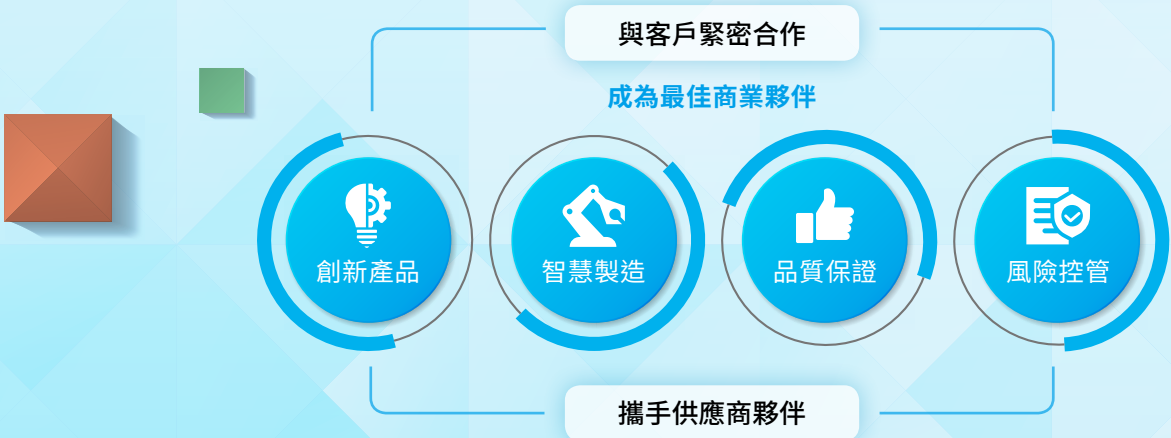 與客戶緊密合作
成為最佳商業夥伴
創新產品
智慧製造
品質保證
風險控管
攜手供應商夥伴